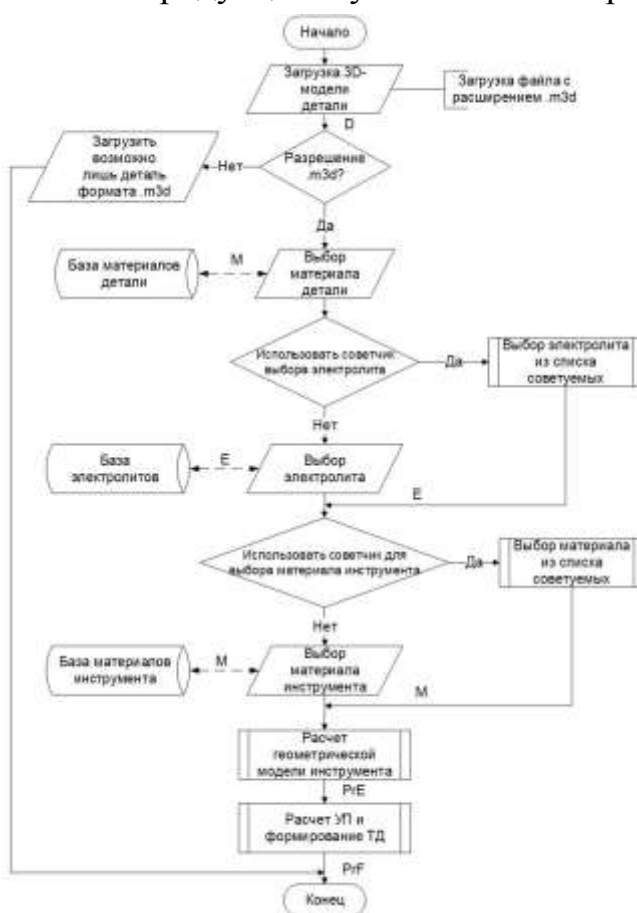 Начало
Загрузка 3D-
модели
детали
Загрузка файла с
расширением .m3d
D
Загрузить
возможно
лишь деталь
формата .m3d
Нет
Разрешение
.m3d?
Да
База материалов
детали
M
Выбор
материала
детали
Использовать советчик
выбора электролита
Да
Выбор электролита
из списка
советуемых
Нет
База
электролитов
E
Выбор
электролита
E
Использовать советчик для
выбора материала инструмента
Да
Выбор материала
из списка
советуемых
Нет
База материалов
инструмента
M
Выбор
материала
инструмента
M
Расчет
геометрической
модели инструмента
PrE
Расчет УП и
формирование ТД
PrF
Конец